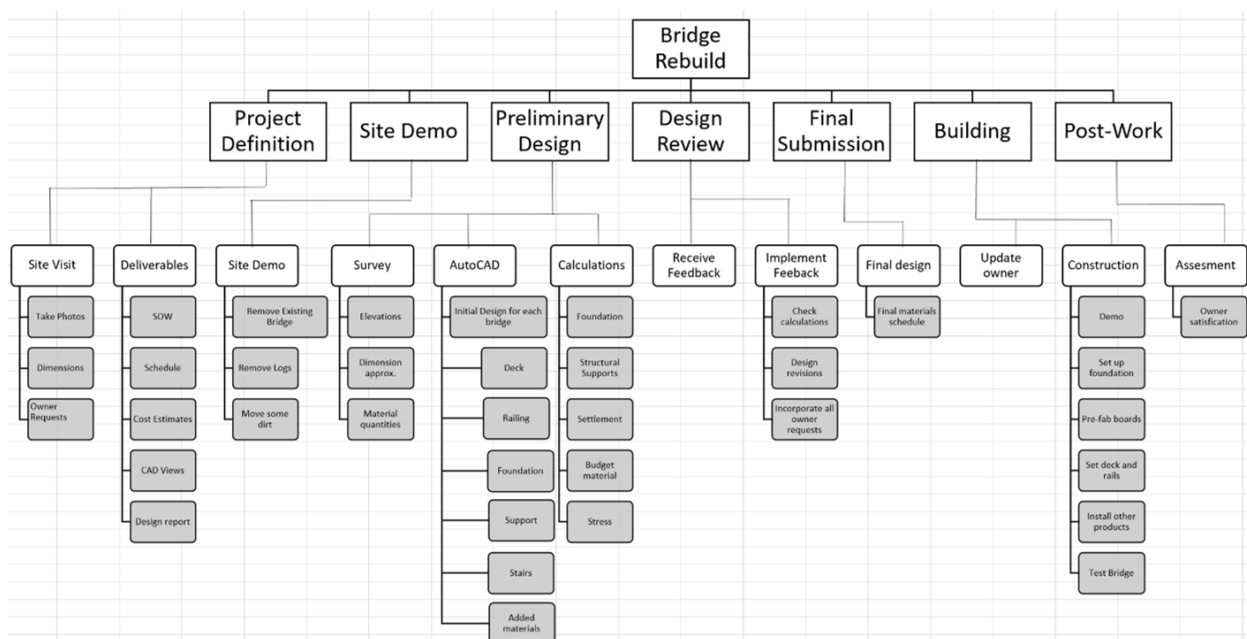 Bridge
Rebuild
Project
Definition
Site Demo
Preliminary
Design
Design
Review
Final
Submission
Building
Post-Work
Site Visit
Deliverables
Site Demo
Survey
AutoCAD
Calculations
Receive
Feedback
Implement
Feeback
Final design
Update
owner
Construction
Assesment
Take Photos
Dimensions
Owner
Requests
SOW
Schedule
Cost Estimates
CAD Views
Design report
Remove Existing
Bridge
Remove Logs
Move some
dirt
Elevations
Dimension
approx.
Material
quantities
Initial Design for each
bridge
Deck
Railing
Foundation
Support
Stairs
Added
materials
Foundation
Structural
Supports
Settlement
Budget
material
Stress
Check
calculations
Design
revisions
Incorporate all
owner
requests
Final materials
schedule
Demo
Set up
foundation
Pre-fab boards
Set deck and
rails
Install other
products
Test Bridge
Owner
satisfication